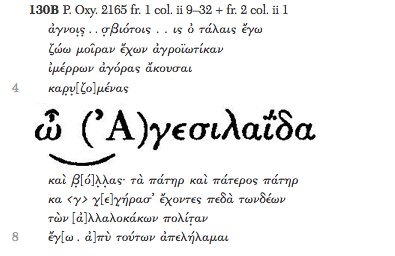 130B P. Oxy. 2165 fr. 1 col. ii 9–32 + fr. 2 col. ii 1
ἀγνοις . . σβιότοις . . ις ὀ τάλαις ἔγω
ζώω μοῖραν ἔχων ἀγροϊωτίκαν
ἰμέρρων ἀγόρας ἄκουσαι
4 καρυ[ζο]μένας
ὦ (’Α)γεσιλαΐδα
καὶ β[ό]λλας· τὰ πάτηρ καὶ πάτερος πάτηρ
κα <γ> γ[ε]γήρασ’ ἔχοντες πεδὰ τωνδέων
τὼν [ἀ]λλαλοκάκων πολίταν
8 ἔγ[ω . ἀ]πὺ τούτων ἀπελήλαμαι